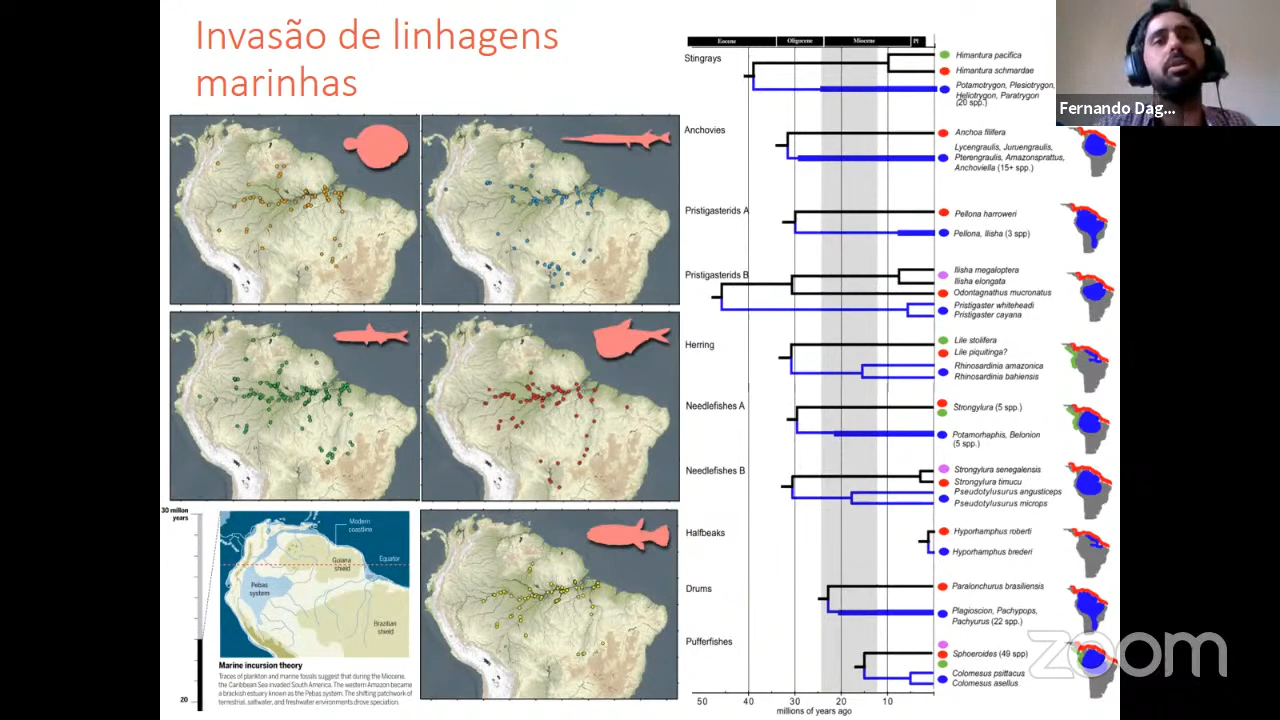 Invasão de linhagens
marinhas
30 millon
years
20
Modern
coastline
Guiana
shield
Equator
Pebas
system
Brazilian
shield
Marine incursion theory
Traces of plankton and marine fossils suggest that during the Miocene,
the Caribbean Sea invaded South America. The western Amazon became
a brackish estuary known as the Pebas system. The shifting patchwork of
terrestrial, saltwater, and freshwater environments drove speciation.
Eocene Oligocene Miocene Pl
Stingrays
Himantura pacifica
Himantura schmardae
Potamotrygon, Plesiotrygon,
Heliotrygon, Paratrygon
(20 spp.)
Anchovies
Anchoa filifera
Lycengraulis, Juruengraulis,
Pterengraulis, Amazonsprattus,
Anchoviella (15+ spp.)
Pristigasterids A
Pellona harroweri
Pellona, Ilisha (3 spp)
Pristigasterids B
Ilisha megaloptera
Ilisha elongata
Odontagnathus mucronatus
Pristigaster whiteheadi
Pristigaster cayana
Herring
Lile stolifera
Lile piquitinga?
Rhinosardinia amazonica
Rhinosardinia bahiensis
Needlefishes A
Strongylura (5 spp.)
Potamorhaphis, Belonion
(5 spp.)
Needlefishes B
Strongylura senegalensis
Strongylura timucu
Pseudotylusurus angusticeps
Pseudotylusurus microps
Halfbeaks
Hyporhamphus roberti
Hyporhamphus brederi
Drums
Paralonchurus brasiliensis
Plagioscion, Pachypops,
Pachyurus (22 spp.)
Pufferfishes
Sphoeroides (49 spp)
Colomesus psittacus
Colomesus asellus
50 40 30 20 10
millions of years ago
Fernando Dag...
zoom